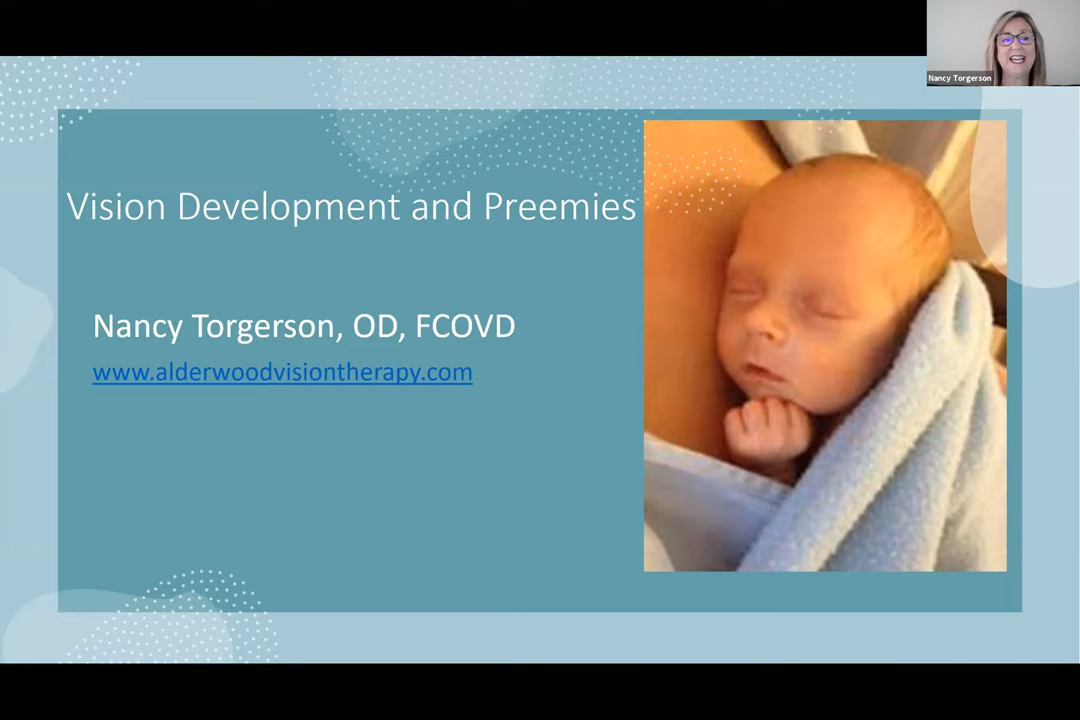 Nancy Torgerson
Vision Development and Preemies
Nancy Torgerson, OD, FCOVD
www.alderwoodvisiontherapy.com